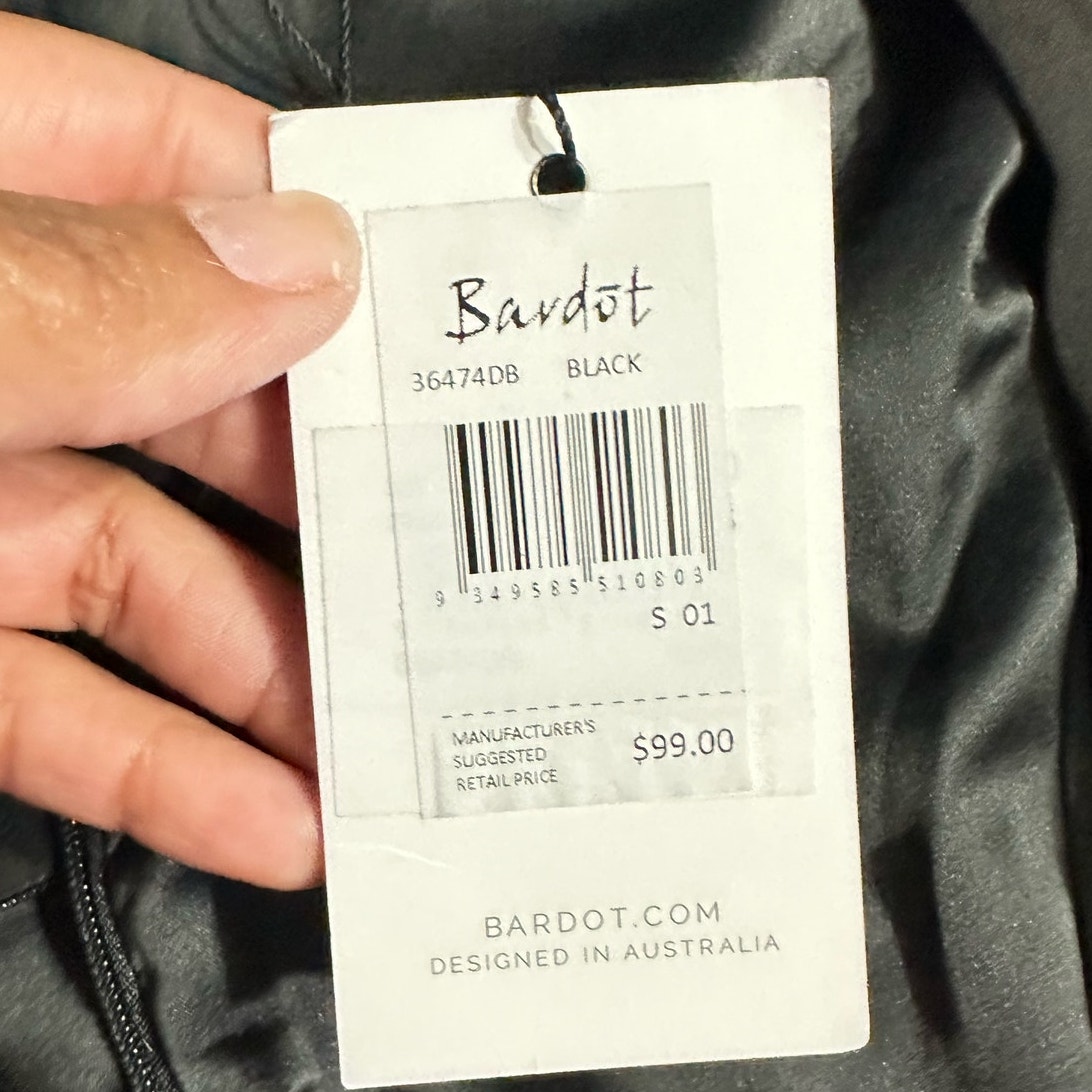 Bardot
36474DB BLACK
9 349585 510803
S 01
MANUFACTURER'S
SUGGESTED
RETAIL PRICE
$99.00
BARDOT.COM
DESIGNED IN AUSTRALIA